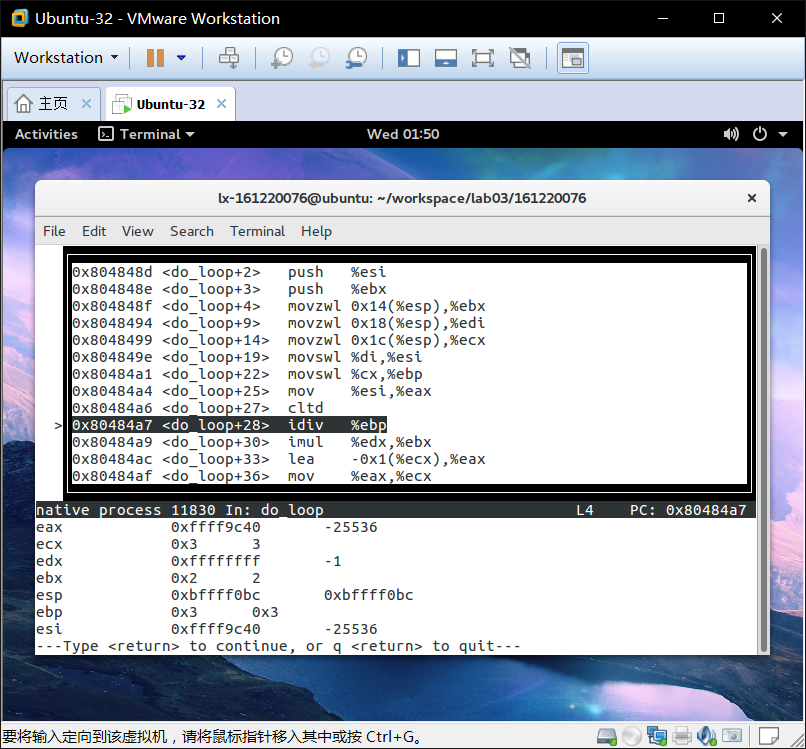 Ubuntu-32 - VMware Workstation
Workstation
主页 Ubuntu-32
Activities Terminal Wed 01:50
lx-161220076@ubuntu: ~/workspace/lab03/161220076
File Edit View Search Terminal Help
0x804848d <do_loop+2> push %esi
0x804848e <do_loop+3> push %ebx
0x804848f <do_loop+4> movzwl 0x14(%esp),%ebx
0x8048494 <do_loop+9> movzwl 0x18(%esp),%edi
0x8048499 <do_loop+14> movzwl 0x1c(%esp),%ecx
0x804849e <do_loop+19> movswl %di,%esi
0x80484a1 <do_loop+22> movswl %cx,%ebp
0x80484a4 <do_loop+25> mov %esi,%eax
0x80484a6 <do_loop+27> cltd
> 0x80484a7 <do_loop+28> idiv %ebp
0x80484a9 <do_loop+30> imul %edx,%ebx
0x80484ac <do_loop+33> lea -0x1(%ecx),%eax
0x80484af <do_loop+36> mov %eax,%ecx
native process 11830 In: do_loop L4 PC: 0x80484a7
eax 0xffff9c40 -25536
ecx 0x3 3
edx 0xffffffff -1
ebx 0x2 2
esp 0xbffff0bc 0xbffff0bc
ebp 0x3 0x3
esi 0xffff9c40 -25536
---Type <return> to continue, or q <return> to quit---
要将输入定向到该虚拟机，请将鼠标指针移入其中或按 Ctrl+G。